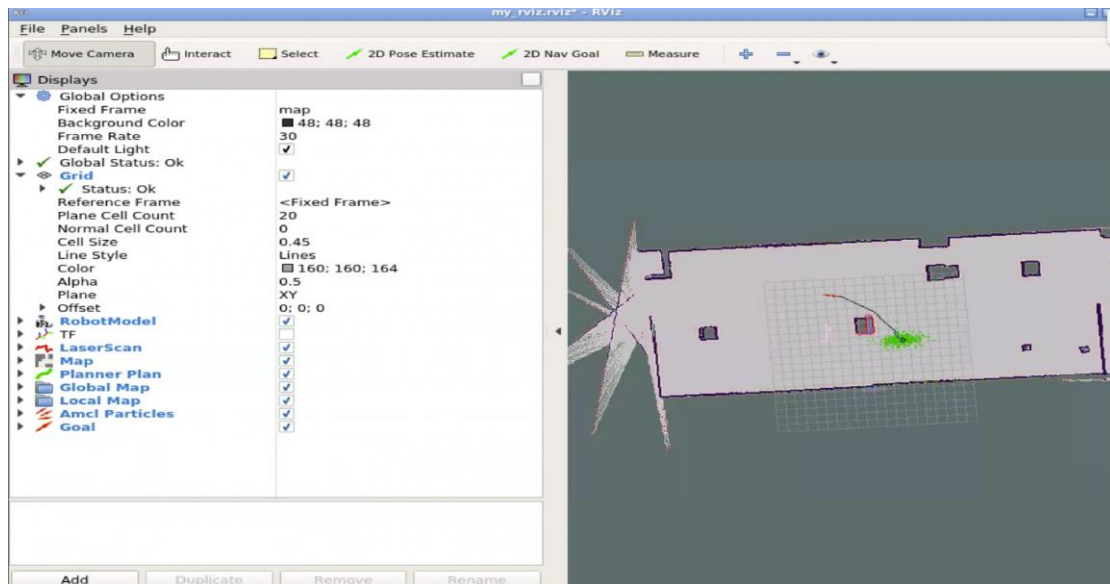 my_rviz.rviz* - RViz
File Panels Help
Move Camera Interact Select 2D Pose Estimate 2D Nav Goal Measure
Displays
Global Options
Fixed Frame map
Background Color 48; 48; 48
Frame Rate 30
Default Light
Global Status: Ok
Grid
Status: Ok
Reference Frame <Fixed Frame>
Plane Cell Count 20
Normal Cell Count 0
Cell Size 0.45
Line Style Lines
Color 160; 160; 164
Alpha 0.5
Plane XY
Offset 0; 0; 0
RobotModel
TF
LaserScan
Map
Planner Plan
Global Map
Local Map
Amcl Particles
Goal
Add Duplicate Remove Rename